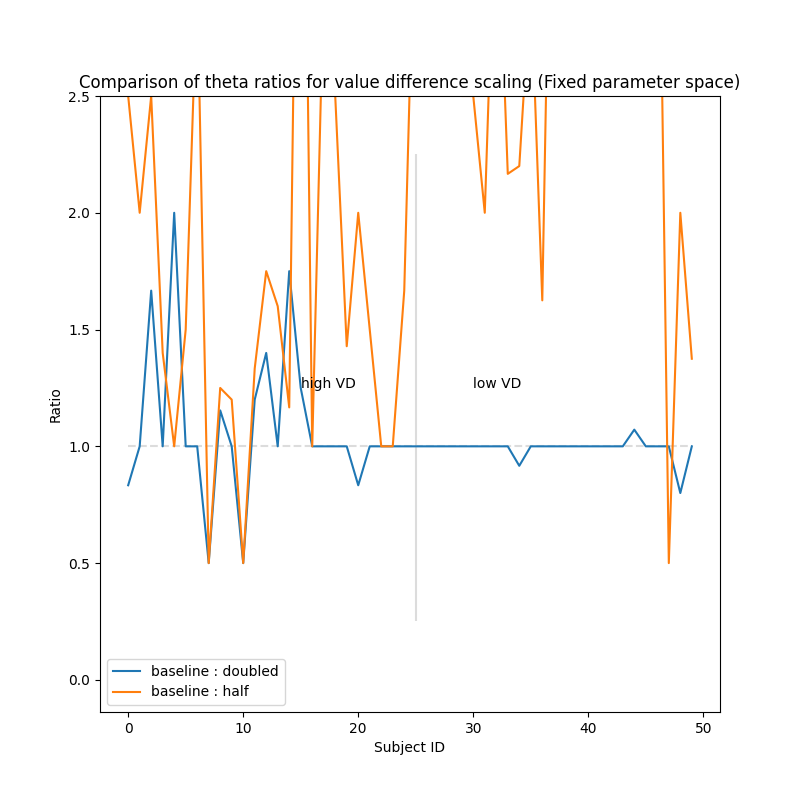 Comparison of theta ratios for value difference scaling (Fixed parameter space)
2.5
2.0
1.5
1.0
0.5
0.0
Ratio
high VD
low VD
baseline : doubled
baseline : half
0
10
20
30
40
50
Subject ID